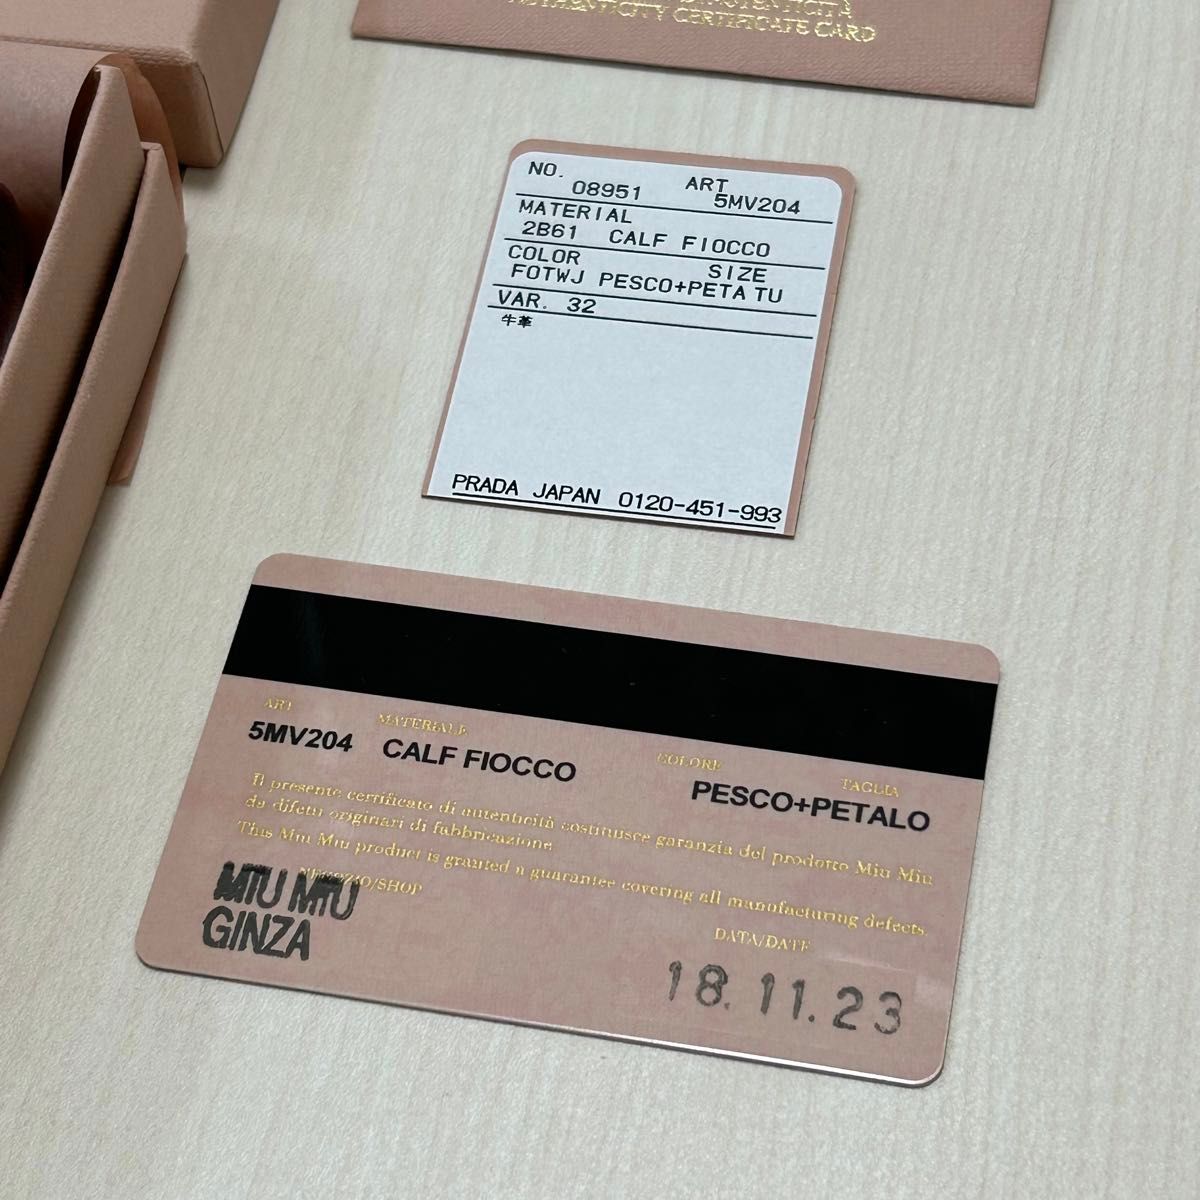 AUTHENTICITY CERTIFICATE CARD
NO. ART
08951 5MV204
MATERIAL
2B61 CALF FIOCCO
COLOR SIZE
F0TWJ PESCO+PETA TU
VAR. 32
牛革
PRADA JAPAN 0120-451-993
ART MATERIALE COLORE TAGLIA
5MV204 CALF FIOCCO PESCO+PETALO
Il presente certificato di autenticità costituisce garanzia del prodotto Miu Miu
da difetti originari di fabbricazione.
This Miu Miu product is granted a guarantee covering all manufacturing defects.
NEGOZIO/SHOP DATA/DATE
MIU MIU
GINZA
18.11.23